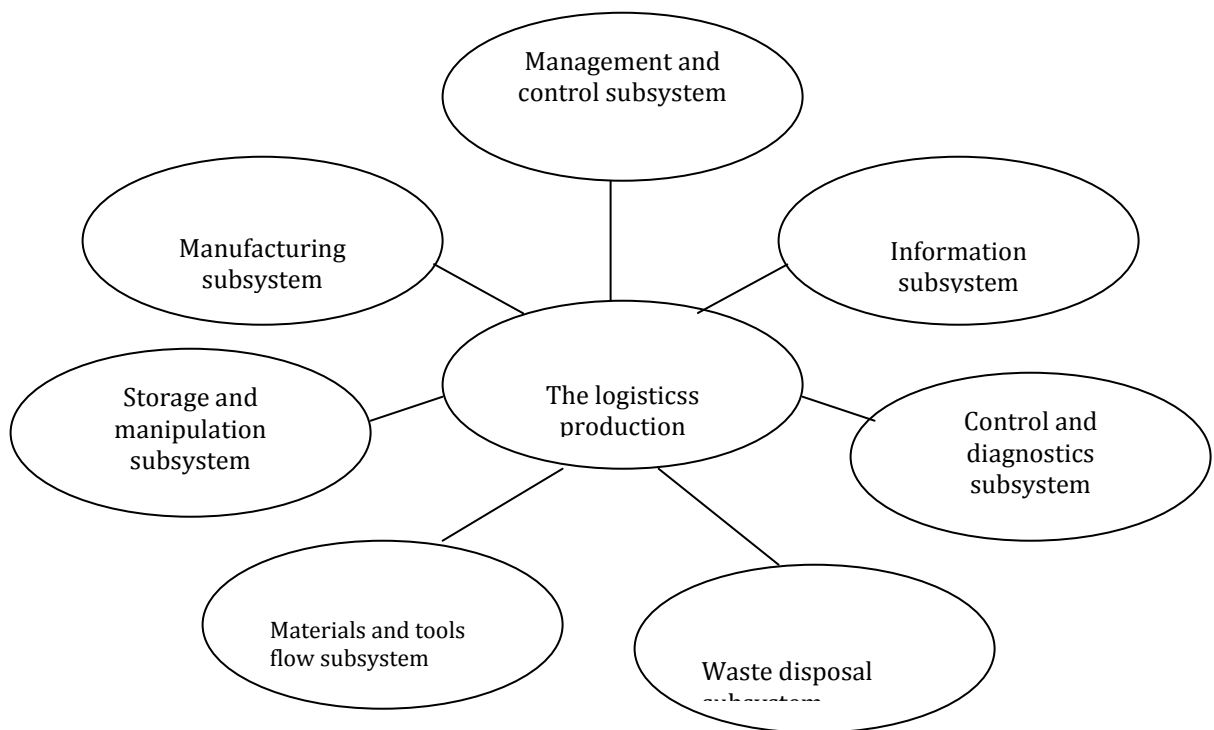 Management and
control subsystem
Manufacturing
subsystem
Information
subsystem
The logisticss
production
Storage and
manipulation
subsystem
Control and
diagnostics
subsystem
Materials and tools
flow subsystem
Waste disposal